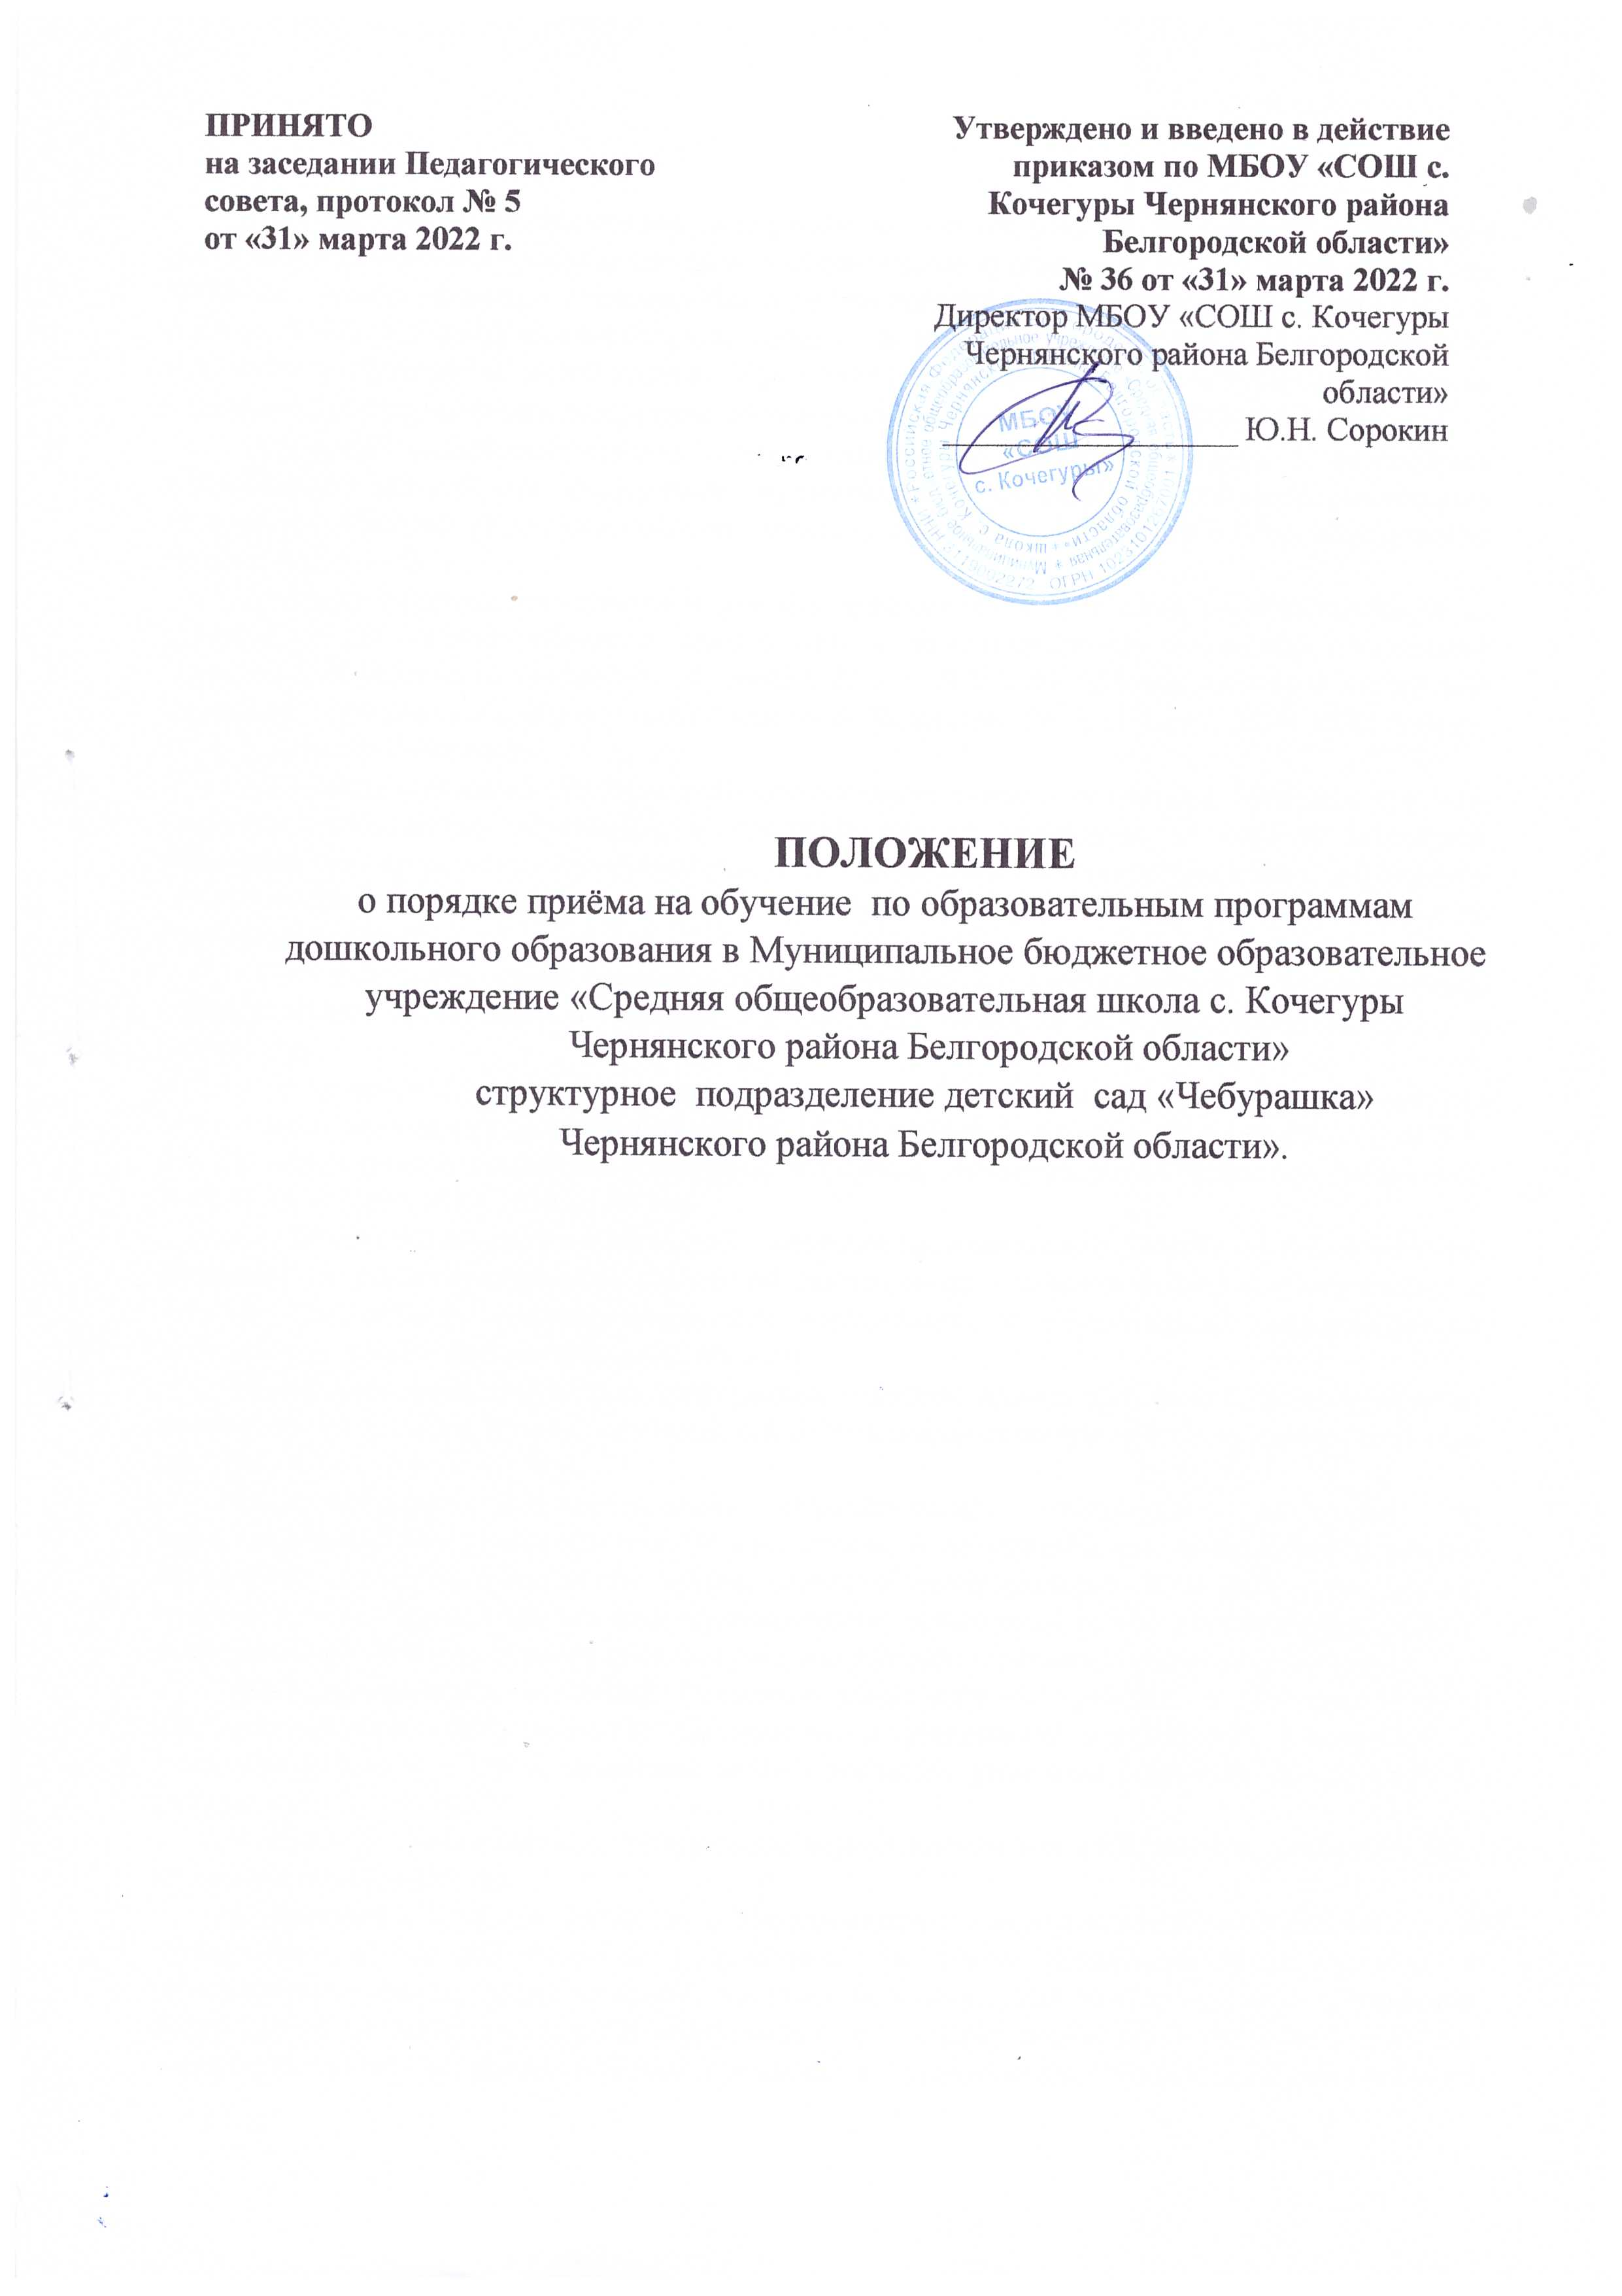 ПРИНЯТО
на заседании Педагогического
совета, протокол № 5
от «31» марта 2022 г.
Утверждено и введено в действие
приказом по МБОУ «СОШ с.
Кочегуры Чернянского района
Белгородской области»
№ 36 от «31» марта 2022 г.
Директор МБОУ «СОШ с. Кочегуры
Чернянского района Белгородской
области»
Ю.Н. Сорокин
МБОУ
«СОШ
с. Кочегуры»
ПОЛОЖЕНИЕ
о порядке приёма на обучение по образовательным программам
дошкольного образования в Муниципальное бюджетное образовательное
учреждение «Средняя общеобразовательная школа с. Кочегуры
Чернянского района Белгородской области»
структурное подразделение детский сад «Чебурашка»
Чернянского района Белгородской области».